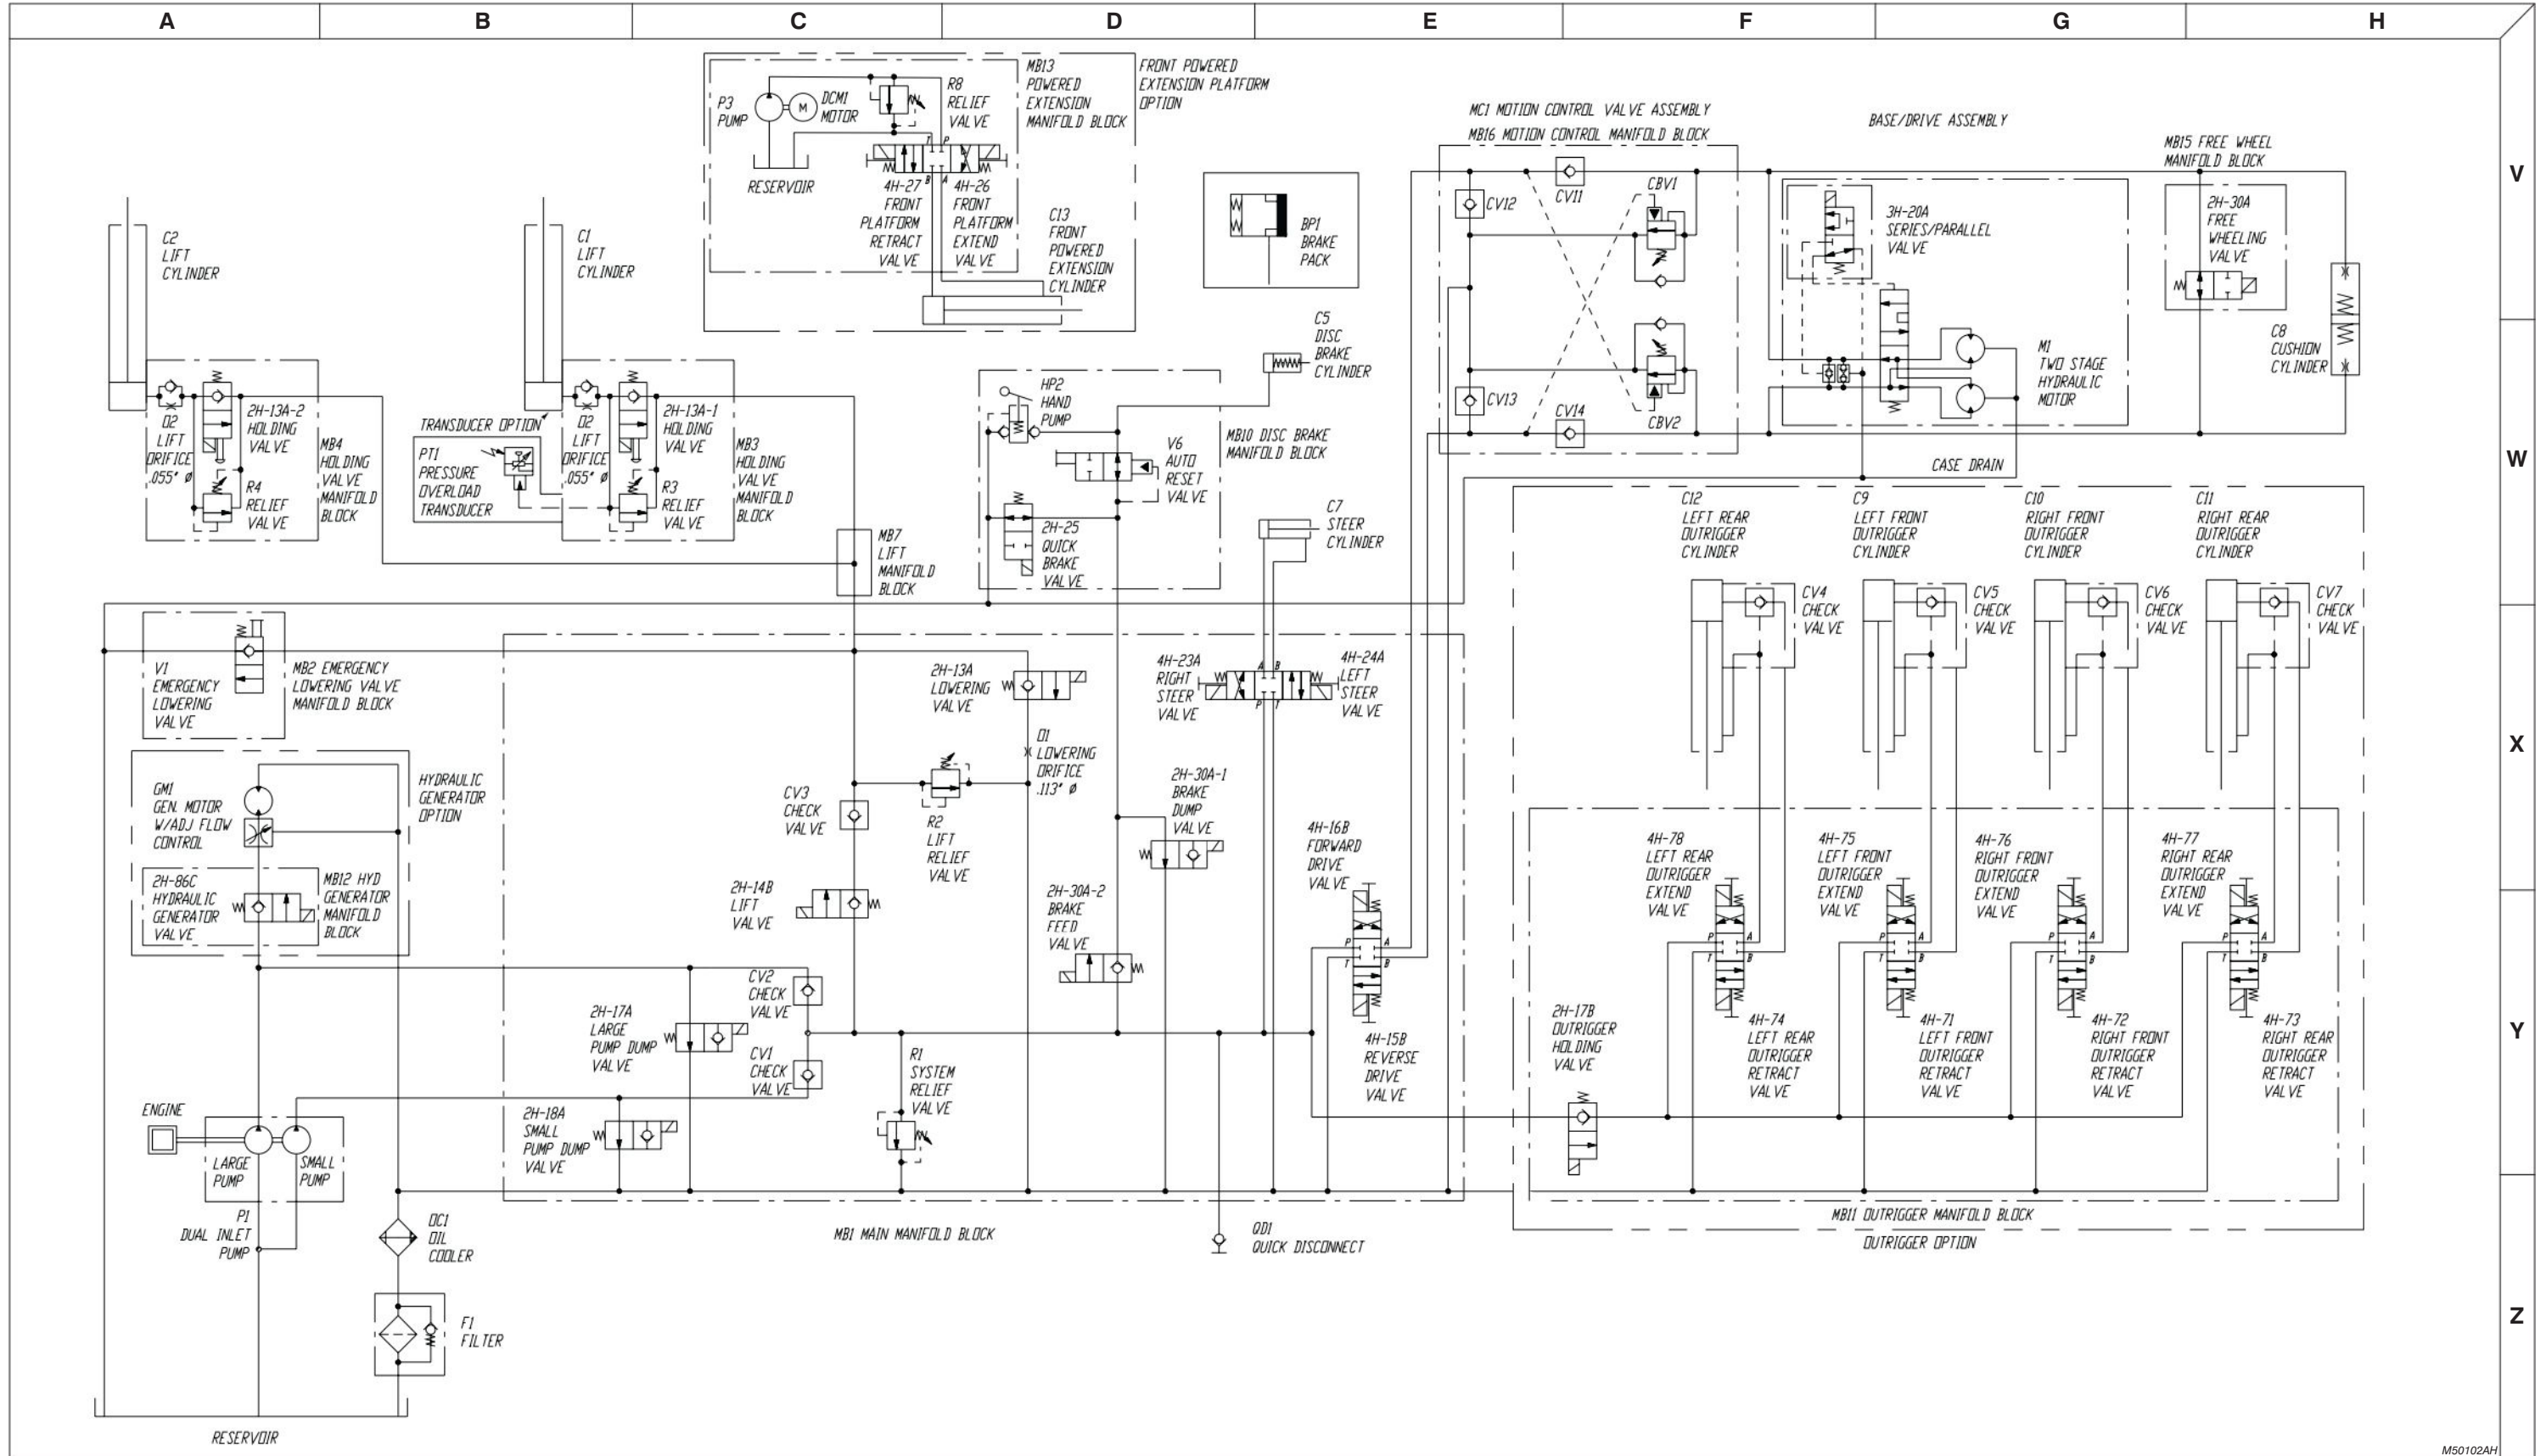 A B C D E F G H
V
W
X
Y
Z
C2
LIFT
CYLINDER
C1
LIFT
CYLINDER
P3
PUMP
M
DCM1
MOTOR
R8
RELIEF
VALVE
MB13
POWERED
EXTENSION
MANIFOLD BLOCK
FRONT POWERED
EXTENSION PLATFORM
OPTION
RESERVOIR
T P
B A
4H-27
FRONT
PLATFORM
RETRACT
VALVE
4H-26
FRONT
PLATFORM
EXTEND
VALVE
C13
FRONT
POWERED
EXTENSION
CYLINDER
BP1
BRAKE
PACK
MC1 MOTION CONTROL VALVE ASSEMBLY
MB16 MOTION CONTROL MANIFOLD BLOCK
CV12
CV11
CBV1
CV13
CV14
CBV2
BASE/DRIVE ASSEMBLY
3H-20A
SERIES/PARALLEL
VALVE
MB15 FREE WHEEL
MANIFOLD BLOCK
2H-30A
FREE
WHEELING
VALVE
C8
CUSHION
CYLINDER
M1
TWO STAGE
HYDRAULIC
MOTOR
CASE DRAIN
O2
LIFT
ORIFICE
.055" Ø
2H-13A-2
HOLDING
VALVE
R4
RELIEF
VALVE
MB4
HOLDING
VALVE
MANIFOLD
BLOCK
TRANSDUCER OPTION
PT1
PRESSURE
OVERLOAD
TRANSDUCER
O2
LIFT
ORIFICE
.055" Ø
2H-13A-1
HOLDING
VALVE
R3
RELIEF
VALVE
MB3
HOLDING
VALVE
MANIFOLD
BLOCK
MB7
LIFT
MANIFOLD
BLOCK
HP2
HAND
PUMP
C5
DISC
BRAKE
CYLINDER
V6
AUTO
RESET
VALVE
MB10 DISC BRAKE
MANIFOLD BLOCK
2H-25
QUICK
BRAKE
VALVE
C7
STEER
CYLINDER
C12
LEFT REAR
OUTRIGGER
CYLINDER
C9
LEFT FRONT
OUTRIGGER
CYLINDER
C10
RIGHT FRONT
OUTRIGGER
CYLINDER
C11
RIGHT REAR
OUTRIGGER
CYLINDER
CV4
CHECK
VALVE
CV5
CHECK
VALVE
CV6
CHECK
VALVE
CV7
CHECK
VALVE
V1
EMERGENCY
LOWERING
VALVE
MB2 EMERGENCY
LOWERING VALVE
MANIFOLD BLOCK
2H-13A
LOWERING
VALVE
4H-23A
RIGHT
STEER
VALVE
A B
P T
4H-24A
LEFT
STEER
VALVE
GM1
GEN. MOTOR
W/ADJ FLOW
CONTROL
HYDRAULIC
GENERATOR
OPTION
2H-86C
HYDRAULIC
GENERATOR
VALVE
MB12 HYD
GENERATOR
MANIFOLD
BLOCK
CV3
CHECK
VALVE
R2
LIFT
RELIEF
VALVE
O1
LOWERING
ORIFICE
.113" Ø
2H-30A-1
BRAKE
DUMP
VALVE
2H-14B
LIFT
VALVE
2H-30A-2
BRAKE
FEED
VALVE
4H-16B
FORWARD
DRIVE
VALVE
P A
T B
4H-15B
REVERSE
DRIVE
VALVE
4H-78
LEFT REAR
OUTRIGGER
EXTEND
VALVE
4H-75
LEFT FRONT
OUTRIGGER
EXTEND
VALVE
4H-76
RIGHT FRONT
OUTRIGGER
EXTEND
VALVE
4H-77
RIGHT REAR
OUTRIGGER
EXTEND
VALVE
P A
T B
P A
T B
P A
T B
P A
T B
CV2
CHECK
VALVE
2H-17A
LARGE
PUMP DUMP
VALVE
CV1
CHECK
VALVE
R1
SYSTEM
RELIEF
VALVE
2H-18A
SMALL
PUMP DUMP
VALVE
2H-17B
OUTRIGGER
HOLDING
VALVE
4H-74
LEFT REAR
OUTRIGGER
RETRACT
VALVE
4H-71
LEFT FRONT
OUTRIGGER
RETRACT
VALVE
4H-72
RIGHT FRONT
OUTRIGGER
RETRACT
VALVE
4H-73
RIGHT REAR
OUTRIGGER
RETRACT
VALVE
ENGINE
LARGE
PUMP
SMALL
PUMP
P1
DUAL INLET
PUMP
OC1
OIL
COOLER
F1
FILTER
MB1 MAIN MANIFOLD BLOCK
QD1
QUICK DISCONNECT
MB11 OUTRIGGER MANIFOLD BLOCK
OUTRIGGER OPTION
RESERVOIR
M50102AH